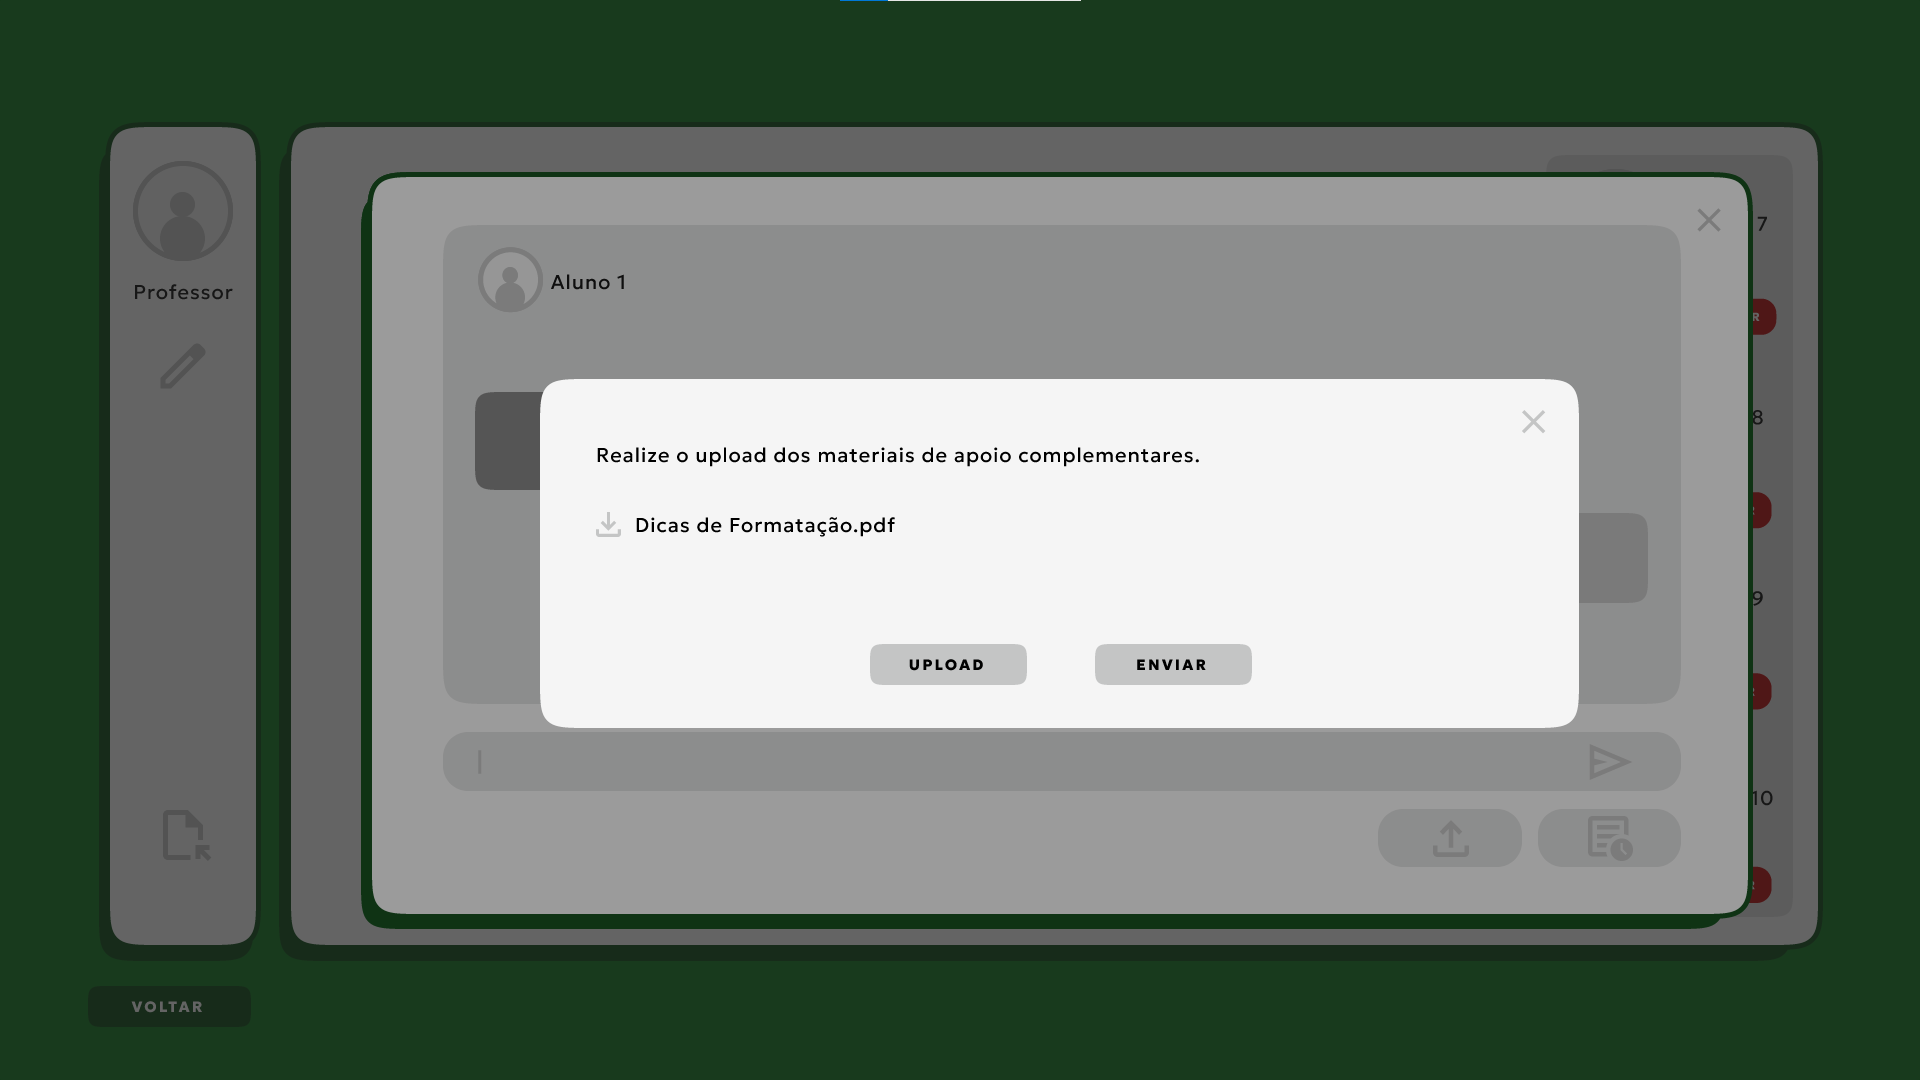 7
Professor
Aluno 1
R
8
Realize o upload dos materiais de apoio complementares.
Dicas de Formatação.pdf
9
UPLOAD
ENVIAR
10
VOLTAR